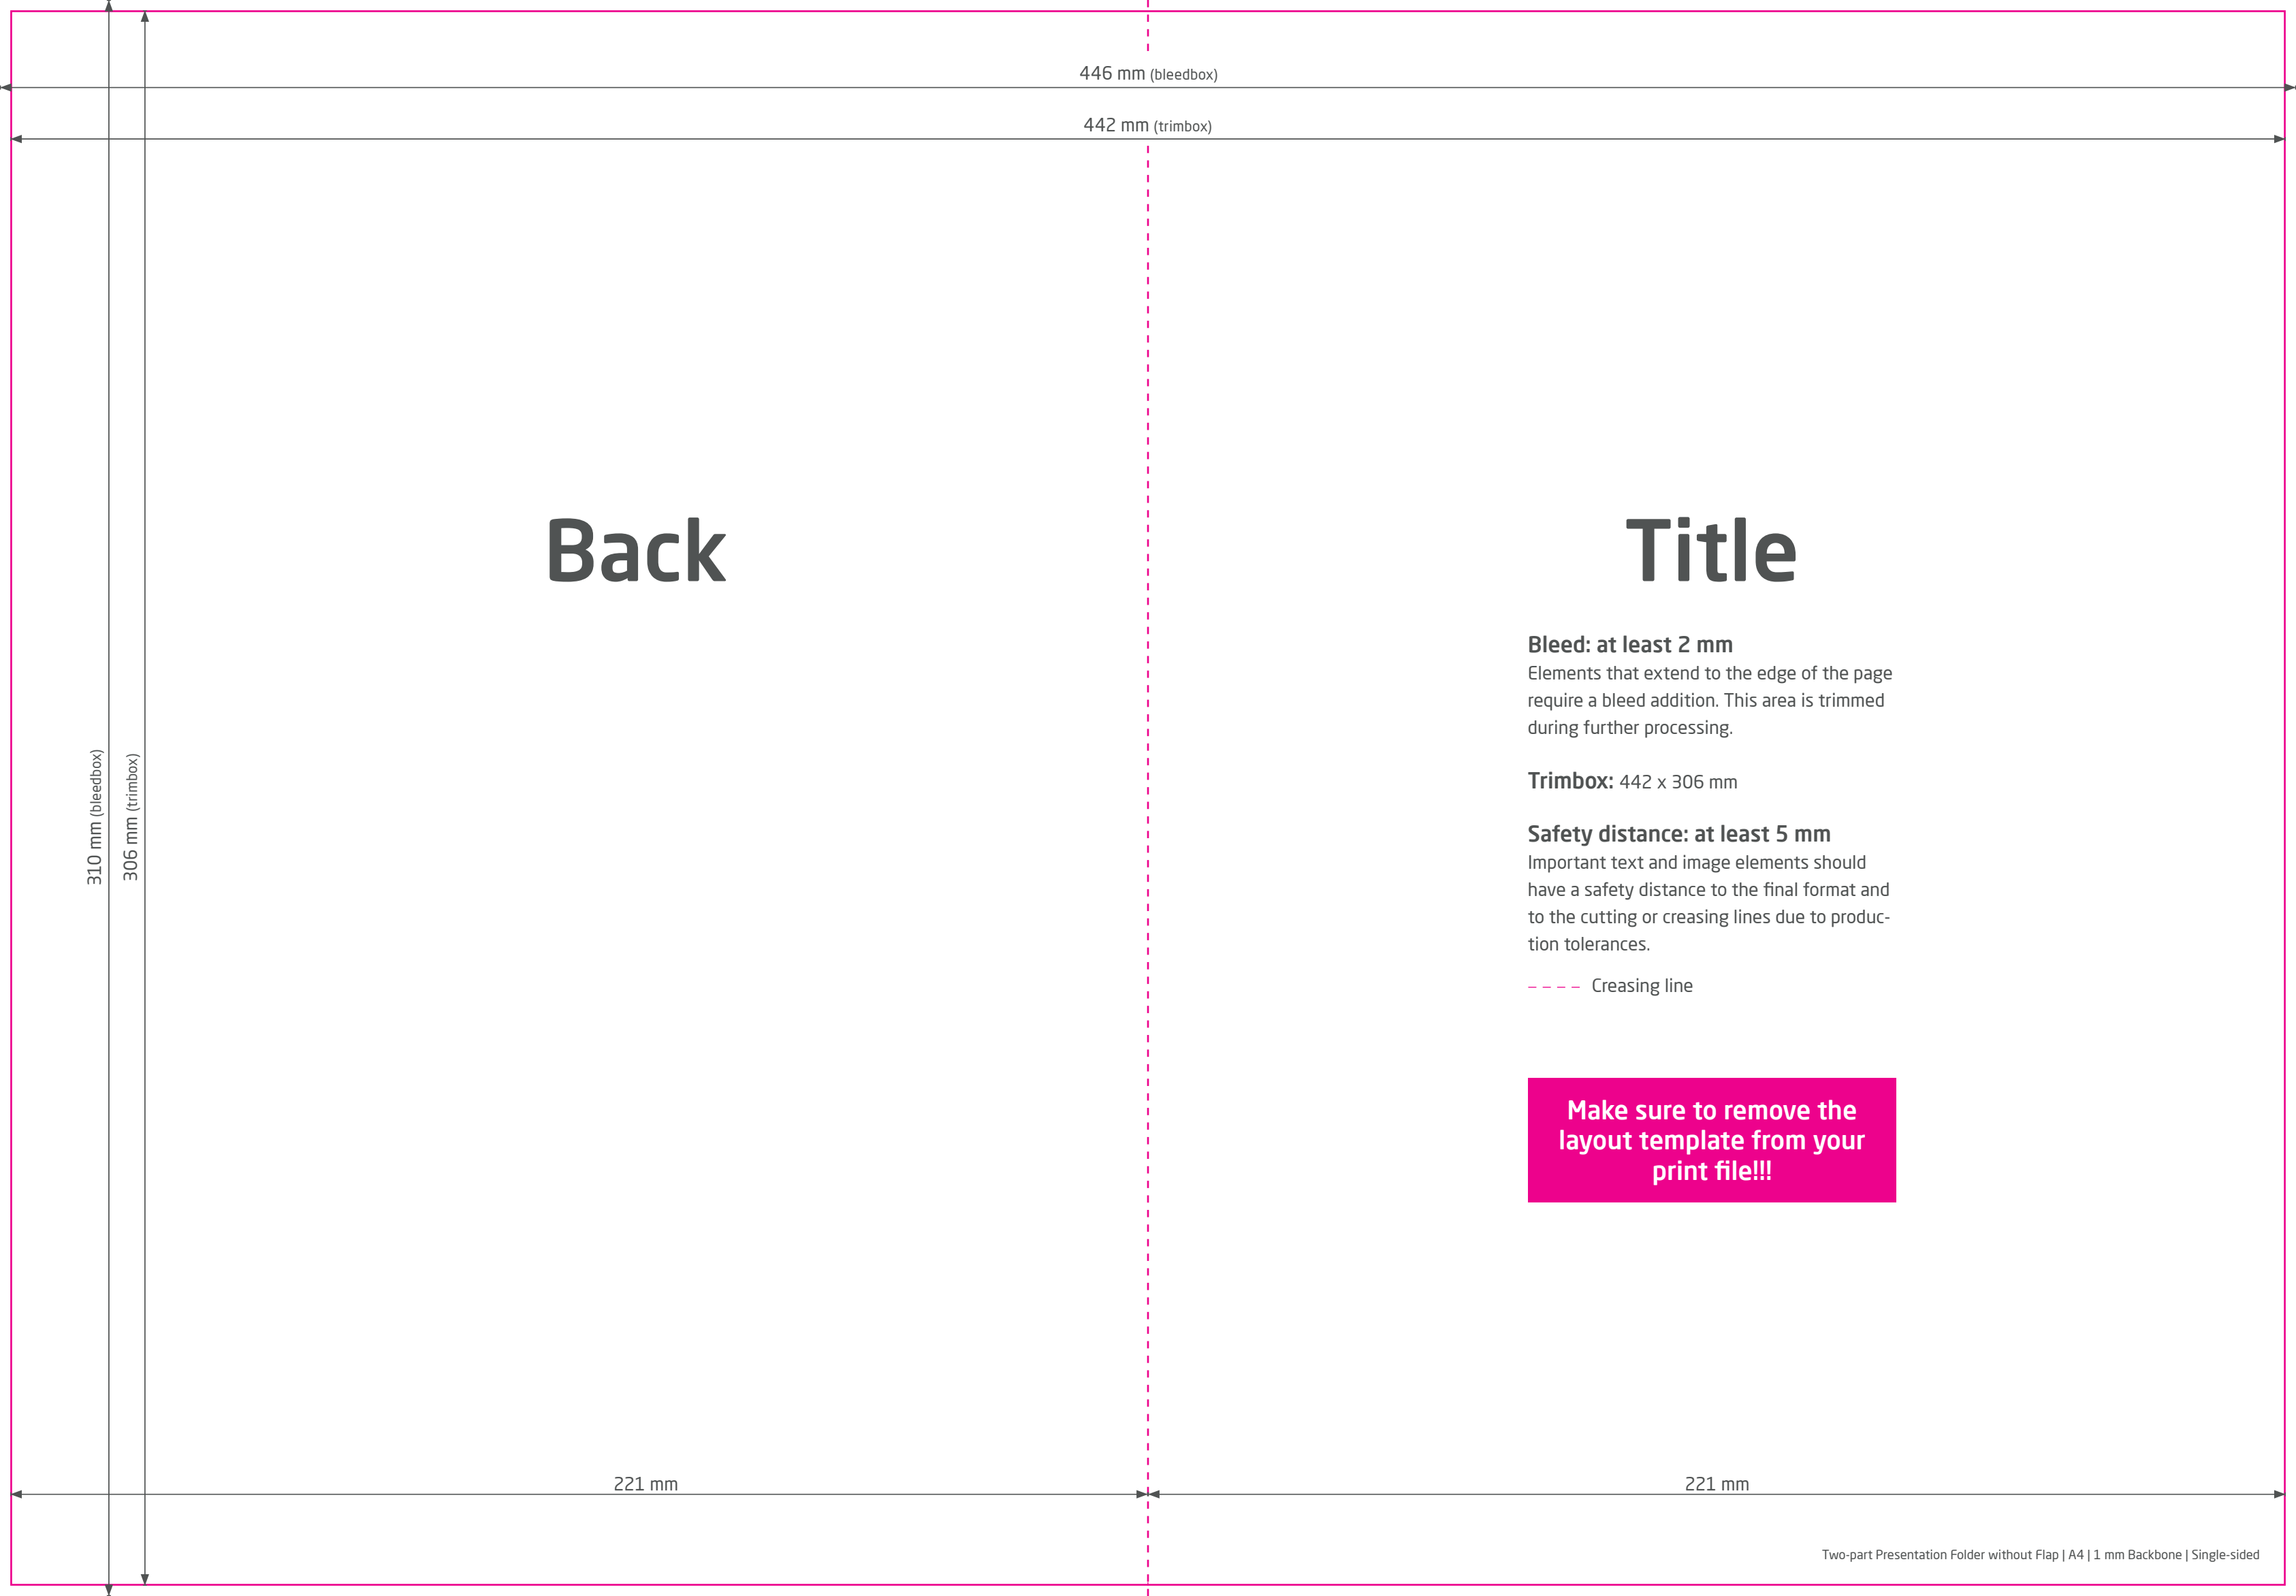 446 mm (bleedbox)
442 mm (trimbox)
310 mm (bleedbox)
306 mm (trimbox)
Back
Title
Bleed: at least 2 mm
Elements that extend to the edge of the page
require a bleed addition. This area is trimmed
during further processing.
Trimbox: 442 x 306 mm
Safety distance: at least 5 mm
Important text and image elements should
have a safety distance to the final format and
to the cutting or creasing lines due to produc-
tion tolerances.
Creasing line
Make sure to remove the
layout template from your
print file!!!
221 mm
221 mm
Two-part Presentation Folder without Flap | A4 | 1 mm Backbone | Single-sided